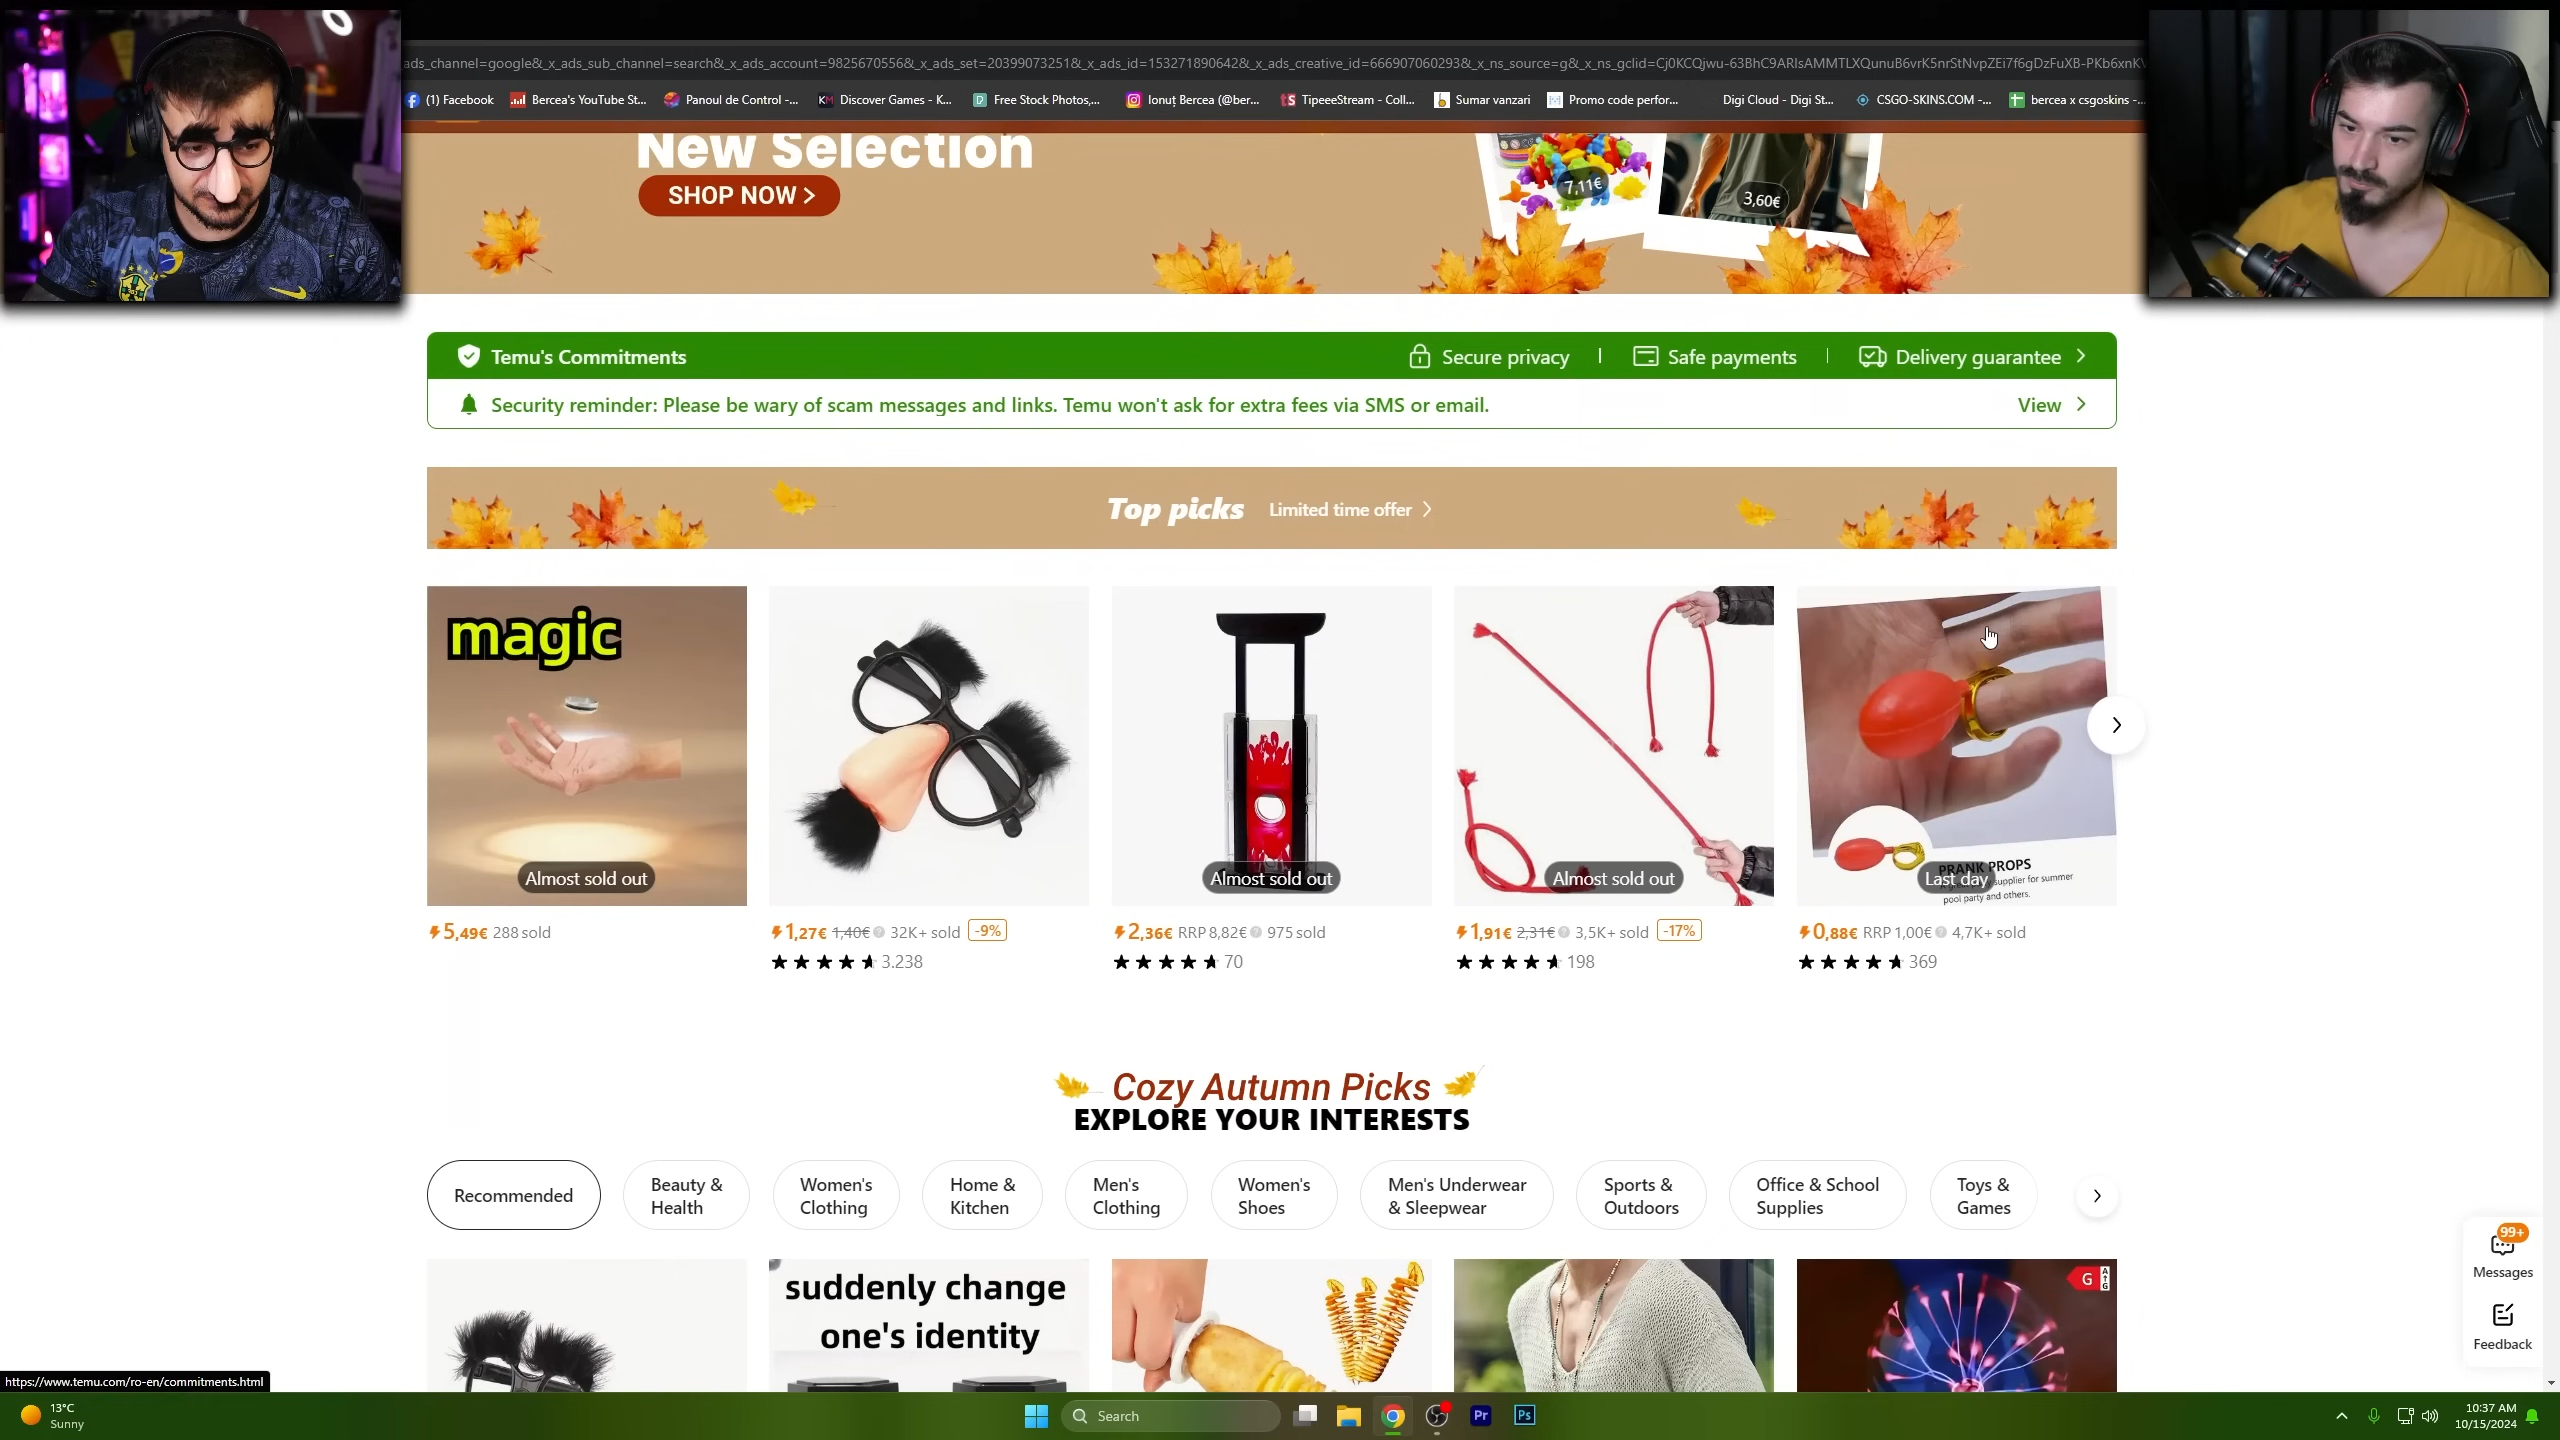 ads_channel=google&_x_ads_sub_channel=search&_x_ads_account=9825670556&_x_ads_set=20399073251&_x_ads_id=153271890642&_x_ads_creative_id=666907060293&_x_ns_source=g&_x_ns_gclid=
(1) Facebook
Bercea's YouTube St...
Panoul de Control -...
Discover Games - K...
Free Stock Photos,...
Ionuț Bercea (@ber...
TipeeeStream - Coll...
Sumar vanzari
Promo code perfor...
Digi Cloud - Digi St...
CSGO-SKINS.COM -...
bercea x csgoskins -...
New Selection
SHOP NOW >
7,11€
3,60€
Temu's Commitments
Secure privacy
Safe payments
Delivery guarantee
Security reminder: Please be wary of scam messages and links. Temu won't ask for extra fees via SMS or email.
View
Top picks Limited time offer
magic
Almost sold out
Almost sold out
Almost sold out
PRANK PROPS
supplier for summer
Last day
pool party and others.
5,49€ 288 sold
1,27€ 1,40€ 32K+ sold -9%
2,36€ RRP 8,82€ 975 sold
1,91€ 2,31€ 3,5K+ sold -17%
0,88€ RRP 1,00€ 4,7K+ sold
3.238
70
198
369
Cozy Autumn Picks
EXPLORE YOUR INTERESTS
Recommended
Beauty &
Health
Women's
Clothing
Home &
Kitchen
Men's
Clothing
Women's
Shoes
Men's Underwear
& Sleepwear
Sports &
Outdoors
Office & School
Supplies
Toys &
Games
suddenly change
one's identity
G
99+
Messages
Feedback
https://www.temu.com/ro-en/commitments.html
13°C
Sunny
Search
Pr
Ps
10:37 AM
10/15/2024